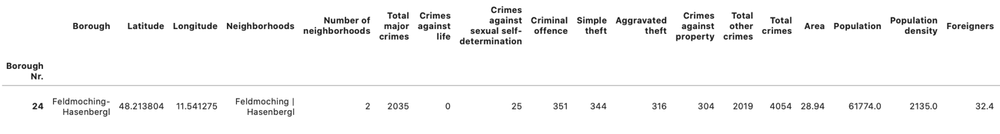 Borough Latitude Longitude Neighborhoods Number of neighborhoods Total major crimes Crimes against life Crimes against sexual self-determination Criminal offence Simple theft Aggravated theft Crimes against property Total other crimes Total crimes Area Population Population density Foreigners
Borough Nr.
24 Feldmoching-Hasenbergl 48.213804 11.541275 Feldmoching | Hasenbergl 2 2035 0 25 351 344 316 304 2019 4054 28.94 61774.0 2135.0 32.4